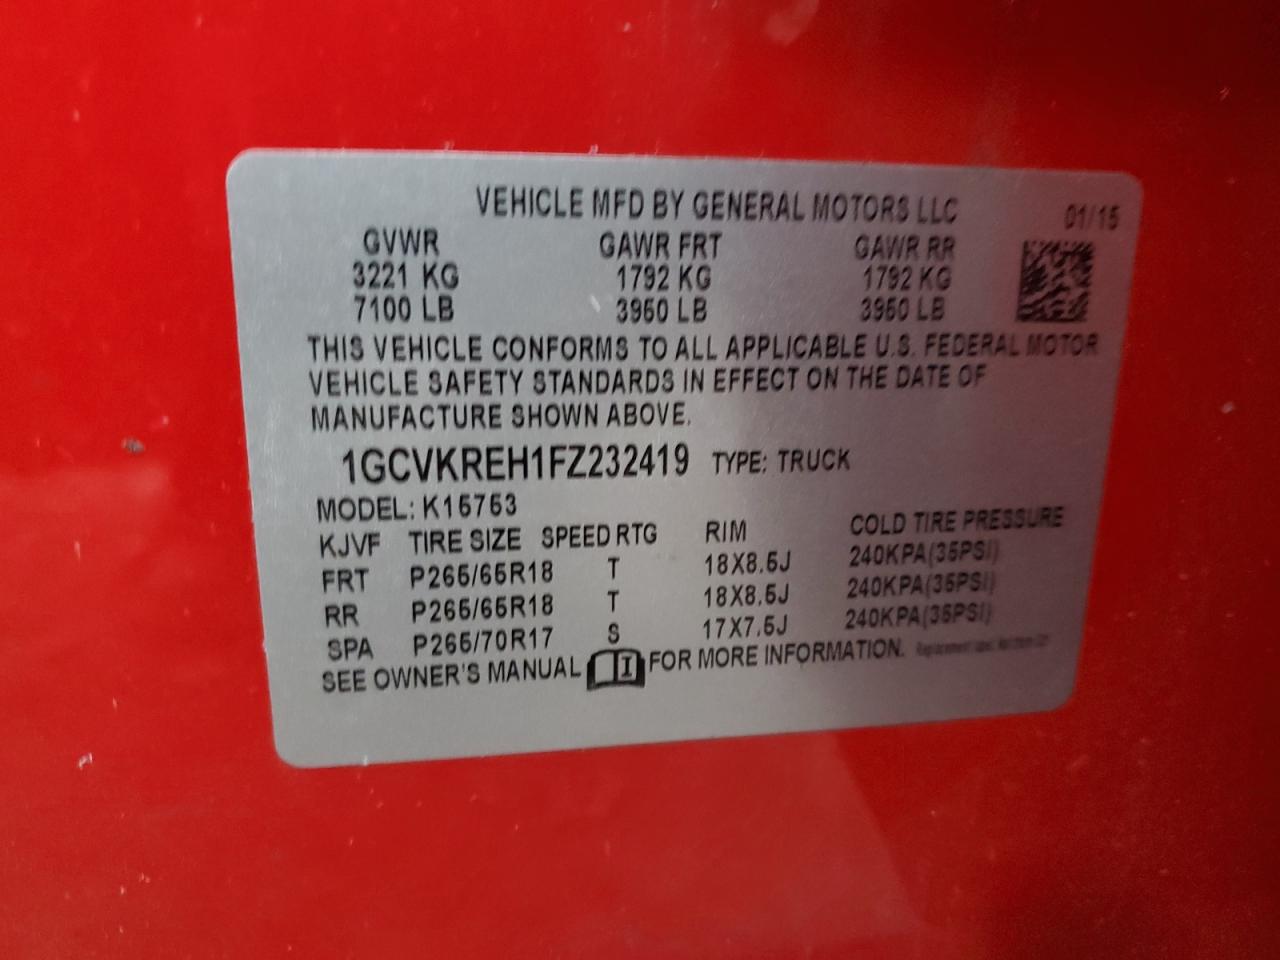 VEHICLE MFD BY GENERAL MOTORS LLC 01/15
GVWR GAWR FRT GAWR RR
3221 KG 1792 KG 1792 KG
7100 LB 3950 LB 3950 LB
THIS VEHICLE CONFORMS TO ALL APPLICABLE U.S. FEDERAL MOTOR
VEHICLE SAFETY STANDARDS IN EFFECT ON THE DATE OF
MANUFACTURE SHOWN ABOVE.
1GCVKREH1FZ232419 TYPE: TRUCK
MODEL: K15753
KJVF TIRE SIZE SPEED RTG RIM COLD TIRE PRESSURE
FRT P265/65R18 T 18X8.5J 240KPA(35PSI)
RR P265/65R18 T 18X8.5J 240KPA(35PSI)
SPA P265/70R17 S 17X7.5J 240KPA(35PSI)
SEE OWNER'S MANUAL i FOR MORE INFORMATION. Replacement label